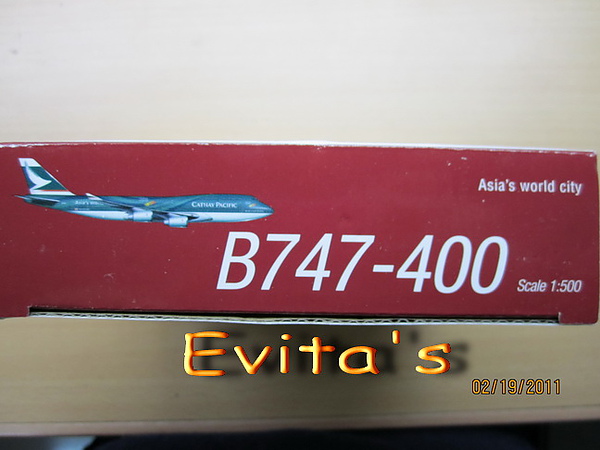 Asia's world city
CATHAY PACIFIC
B747-400
Scale 1:500
Evita's
02/19/2011